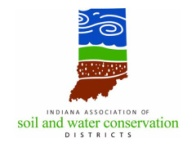 INDIANA ASSOCIATION OF
soil and water conservation
DISTRICTS